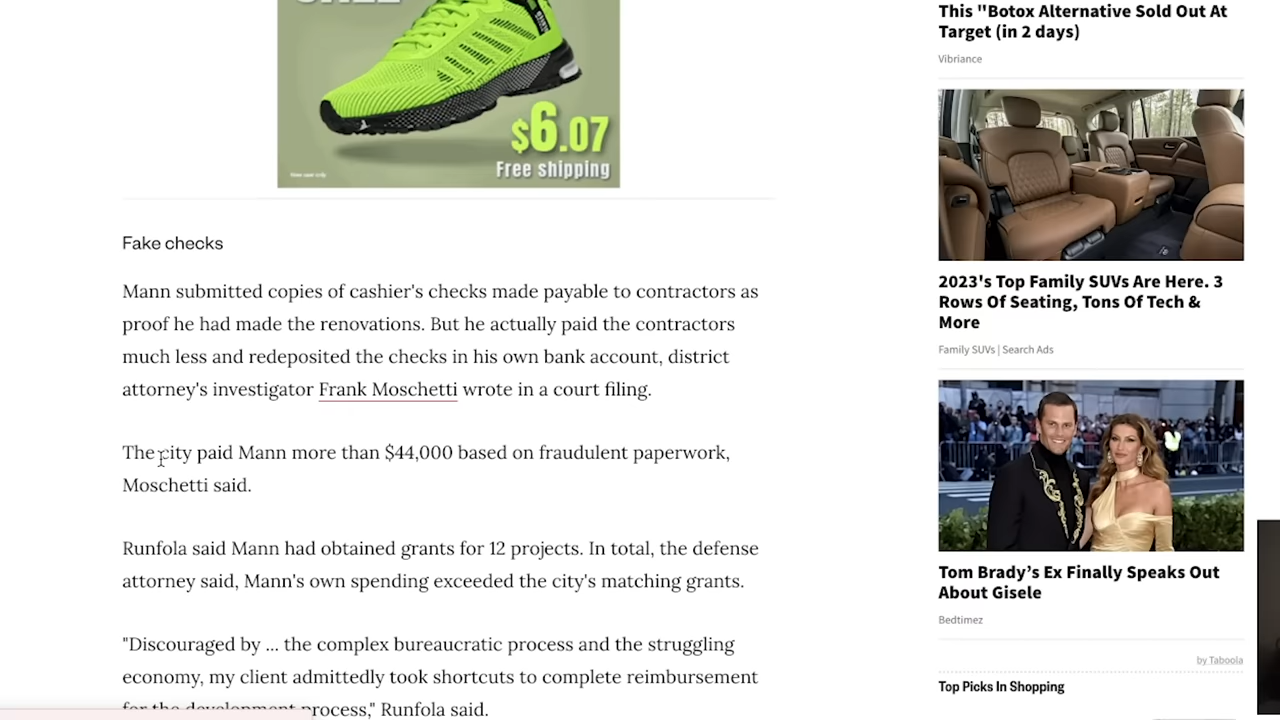 $6.07
Free shipping
Fake checks
Mann submitted copies of cashier's checks made payable to contractors as
proof he had made the renovations. But he actually paid the contractors
much less and redeposited the checks in his own bank account, district
attorney's investigator Frank Moschetti wrote in a court filing.
The city paid Mann more than $44,000 based on fraudulent paperwork,
Moschetti said.
Runfola said Mann had obtained grants for 12 projects. In total, the defense
attorney said, Mann's own spending exceeded the city's matching grants.
"Discouraged by ... the complex bureaucratic process and the struggling
economy, my client admittedly took shortcuts to complete reimbursement
for the development process," Runfola said.
This "Botox Alternative Sold Out At
Target (in 2 days)
Vibriance
2023's Top Family SUVs Are Here. 3
Rows Of Seating, Tons Of Tech &
More
Family SUVs | Search Ads
Tom Brady's Ex Finally Speaks Out
About Gisele
Bedtimez
by Taboola
Top Picks In Shopping